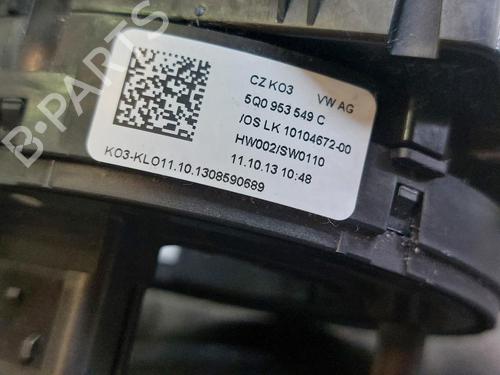 CZ K03 VW AG
5Q0 953 549 C
/OS LK 10104672-00
HW002/SW0110
11.10.13 10:48
K03-KLO11.10.1308590689
B-PARTS